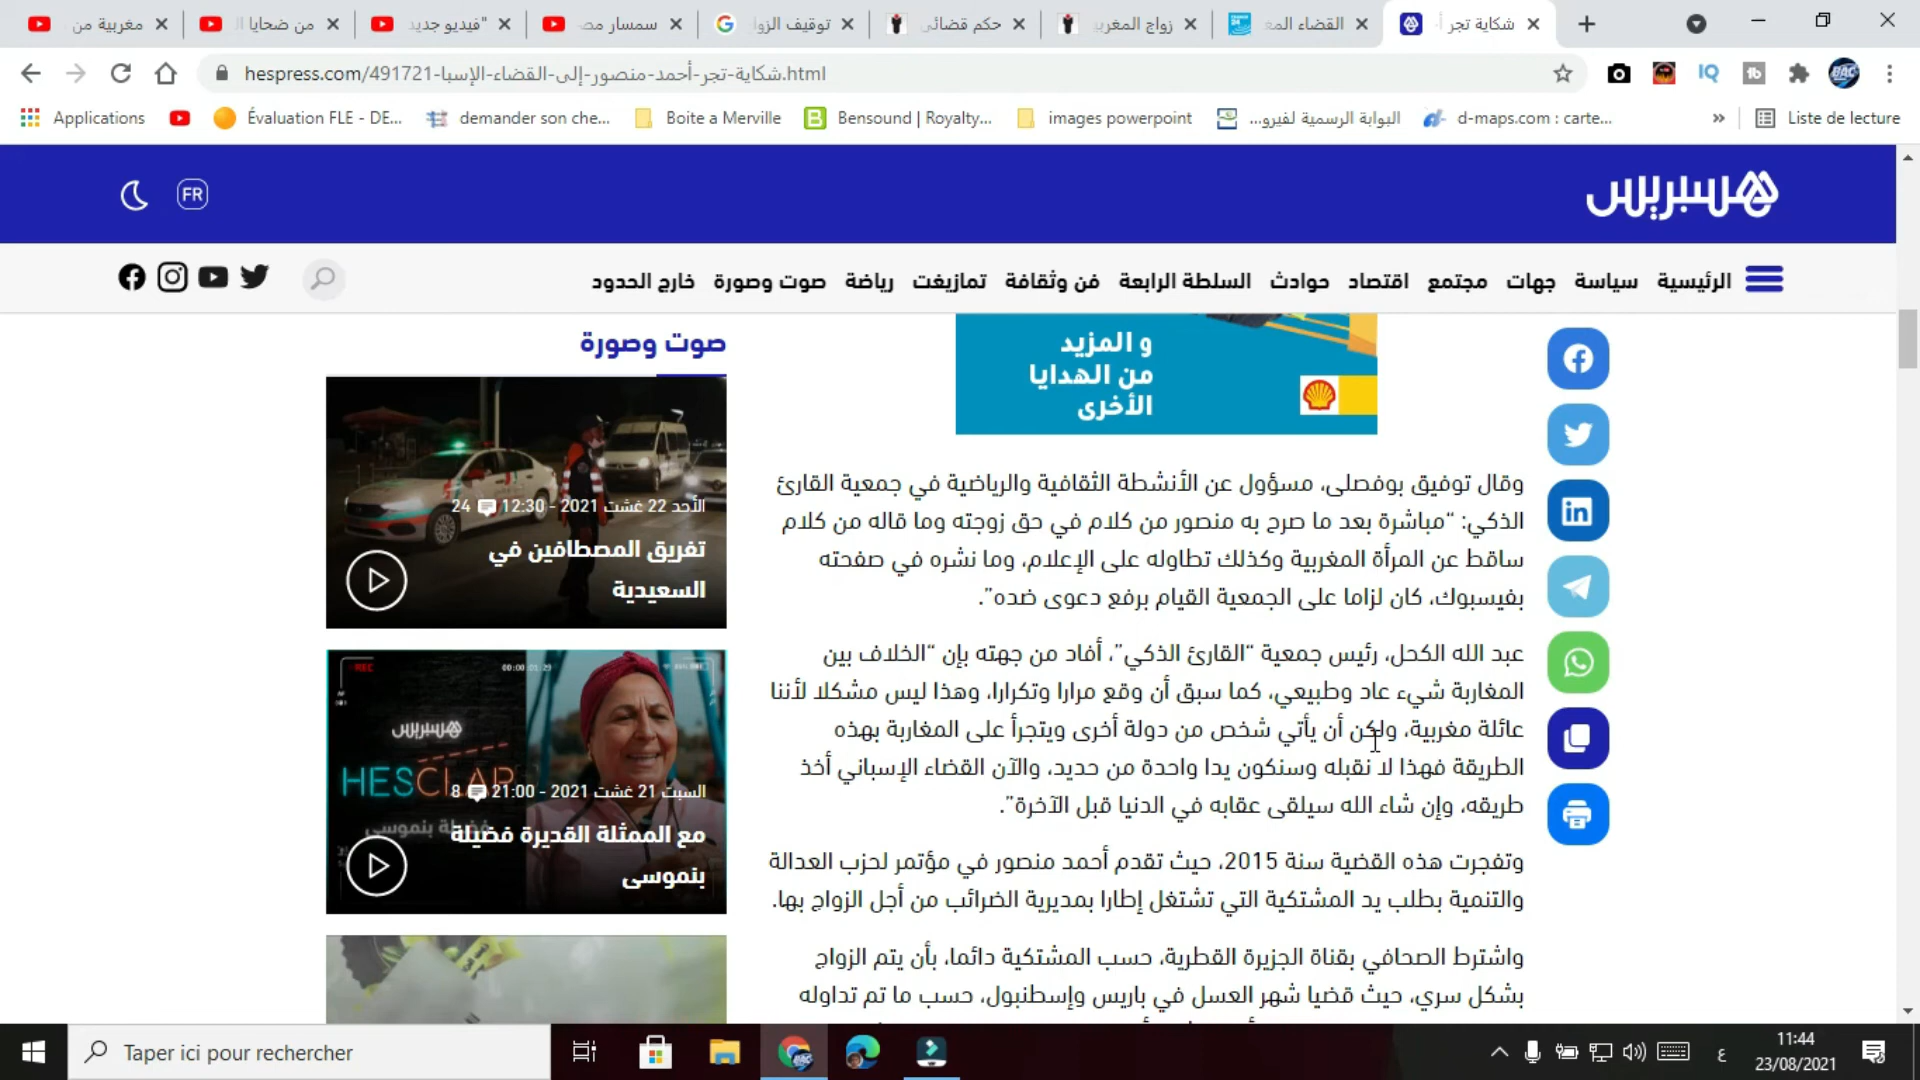 مغربية من
من ضحايا ا
"فيديو جديد
سمسار مص
توقيف الزوا
حكم قضائي
زواج المغربي
القضاء المغ
شكاية تجر أ
hespress.com/491721-شكاية-تجر-أحمد-منصور-إلى-القضاء-الإسبا.html
Applications
Évaluation FLE - DE...
demander son che...
Boite a Merville
Bensound | Royalty...
images powerpoint
البوابة الرسمية لفيرو...
d-maps.com : carte...
»
Liste de lecture
FR
هسبريس
الرئيسية سياسة جهات مجتمع اقتصاد حوادث السلطة الرابعة فن وثقافة تمازيغت رياضة صوت وصورة خارج الحدود
و المزيد
من الهدايا
الأخرى
وقال توفيق بوفصلى، مسؤول عن الأنشطة الثقافية والرياضية في جمعية القارئ
الذكي: “مباشرة بعد ما صرح به منصور من كلام في حق زوجته وما قاله من كلام
ساقط عن المرأة المغربية وكذلك تطاوله على الإعلام، وما نشره في صفحته
بفيسبوك، كان لزاما على الجمعية القيام برفع دعوى ضده”.
عبد الله الكحل، رئيس جمعية “القارئ الذكي”، أفاد من جهته بإن “الخلاف بين
المغاربة شيء عاد وطبيعي، كما سبق أن وقع مرارا وتكرارا، وهذا ليس مشكلا لأننا
عائلة مغربية، ولكن أن يأتي شخص من دولة أخرى ويتجرأ على المغاربة بهذه
الطريقة فهذا لا نقبله وسنكون يدا واحدة من حديد، والآن القضاء الإسباني أخذ
طريقه، وإن شاء الله سيلقى عقابه في الدنيا قبل الآخرة”.
وتفجرت هذه القضية سنة 2015، حيث تقدم أحمد منصور في مؤتمر لحزب العدالة
والتنمية بطلب يد المشتكية التي تشتغل إطارا بمديرية الضرائب من أجل الزواج بها.
واشترط الصحافي بقناة الجزيرة القطرية، حسب المشتكية دائما، بأن يتم الزواج
بشكل سري، حيث قضيا شهر العسل في باريس وإسطنبول، حسب ما تم تداوله
صوت وصورة
الأحد 22 غشت 2021 - 12:30 24
تفريق المصطافين في
السعيدية
REC
00:00:01:29
هسبريس
HESCLAP
فضيلة بنموسى
السبت 21 غشت 2021 - 21:00 8
مع الممثلة القديرة فضيلة
بنموسى
Taper ici pour rechercher
ع
11:44
23/08/2021